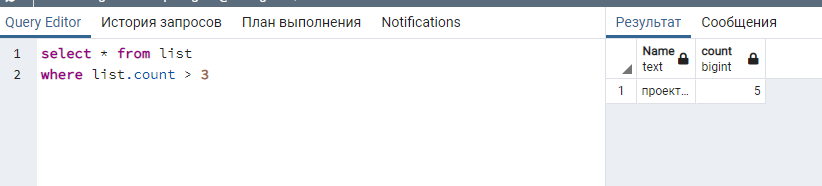 Query Editor История запросов План выполнения Notifications
Результат Сообщения
1 select * from list
2 where list.count > 3
Name count
text bigint
1 проект... 5